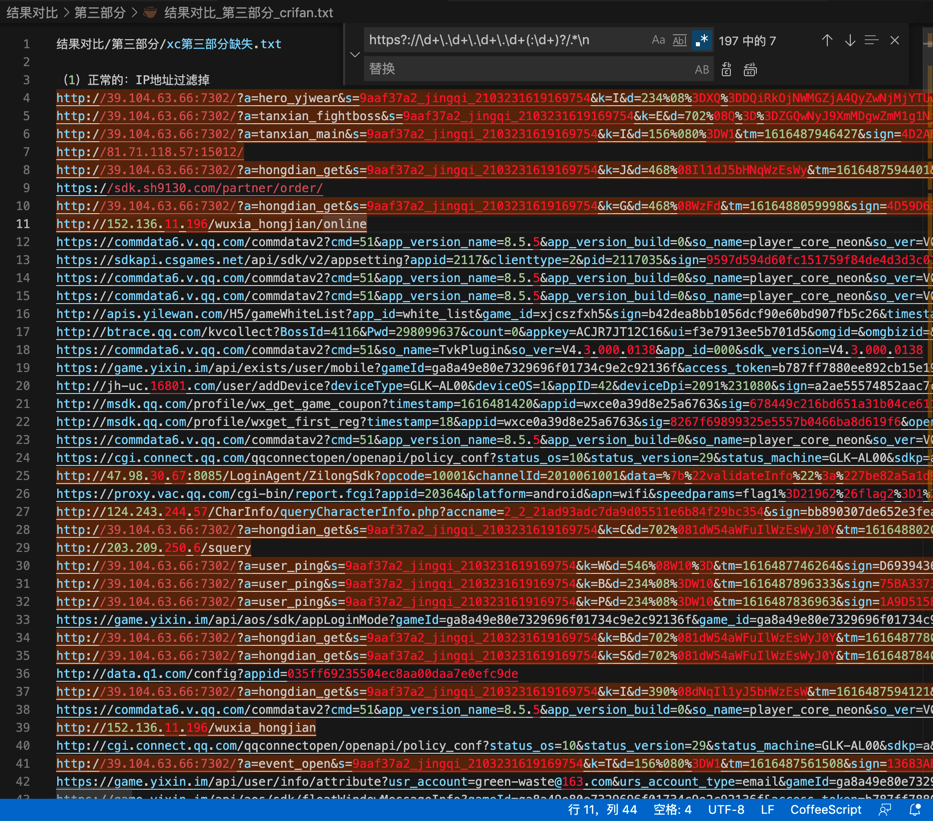 结果对比 > 第三部分 > 结果对比_第三部分_crifan.txt
https?://\d+\.\d+\.\d+\.\d+(:\d+)?/.*\n Aa Ab .* 197 中的 7
替换 AB
1 结果对比/第三部分/xc第三部分缺失.txt
2
3 （1）正常的：IP地址过滤掉
4 http://39.104.63.66:7302/?a=hero_yjwear&s=9aaf37a2_jingqi_2103231619169754&k=I&d=234%08%3DXQ%3DDQiRkOjNWMGZjA4QyZwNjMjYTU
5 http://39.104.63.66:7302/?a=tanxian_fightboss&s=9aaf37a2_jingqi_2103231619169754&k=E&d=702%08Q%3D%3DZGQwNyJ9XmMDgwZmM1g1N
6 http://39.104.63.66:7302/?a=tanxian_main&s=9aaf37a2_jingqi_2103231619169754&k=I&d=156%080%3DW1&tm=1616487946427&sign=4D2A
7 http://81.71.118.57:15012/
8 http://39.104.63.66:7302/?a=hongdian_get&s=9aaf37a2_jingqi_2103231619169754&k=J&d=468%08Il1dJ5bHNqWzEsWy&tm=1616487594401&
9 https://sdk.sh9130.com/partner/order/
10 http://39.104.63.66:7302/?a=hongdian_get&s=9aaf37a2_jingqi_2103231619169754&k=G&d=468%08WzFd&tm=1616488059998&sign=4D59D6
11 http://152.136.11.196/wuxia_hongjian/online
12 https://commdata6.v.qq.com/commdatav2?cmd=51&app_version_name=8.5.5&app_version_build=0&so_name=player_core_neon&so_ver=V0
13 https://sdkapi.csgames.net/api/sdk/v2/appsetting?appid=2117&clienttype=2&pid=2117035&sign=9597d594d60fc151759f84de4d3d3c0
14 https://commdata6.v.qq.com/commdatav2?cmd=51&app_version_name=8.5.5&app_version_build=0&so_name=player_core_neon&so_ver=V0
15 https://commdata6.v.qq.com/commdatav2?cmd=51&app_version_name=8.5.5&app_version_build=0&so_name=player_core_neon&so_ver=V0
16 http://apis.yilewan.com/H5/gameWhiteList?app_id=white_list&game_id=xjcszfxh5&sign=b42dea8bb1056dcf90e60bd907fb5c26&timest
17 http://btrace.qq.com/kvcollect?BossId=4116&Pwd=298099637&count=0&appkey=ACJR7JT12C16&ui=f3e7913ee5b701d5&omgid=&omgbizid=
18 https://commdata6.v.qq.com/commdatav2?cmd=51&so_name=TvkPlugin&so_ver=V4.3.000.0138&app_id=000&sdk_version=V4.3.000.0138
19 https://game.yixin.im/api/exists/user/mobile?gameId=ga8a49e80e7329696f01734c9e2c92136f&access_token=b787ff7880ee892cb15e19
20 http://jh-uc.16801.com/user/addDevice?deviceType=GLK-AL00&deviceOS=1&appID=42&deviceDpi=2091%231080&sign=a2ae55574852aac7
21 http://msdk.qq.com/profile/wx_get_game_coupon?timestamp=1616481420&appid=wxce0a39d8e25a6763&sig=678449c216bd651a31b04ce61
22 http://msdk.qq.com/profile/wxget_first_reg?timestamp=18&appid=wxce0a39d8e25a6763&sig=8267f69899325e5557b0466ba8d619f6&ope
23 https://commdata6.v.qq.com/commdatav2?cmd=51&app_version_name=8.5.5&app_version_build=0&so_name=player_core_neon&so_ver=V0
24 https://cgi.connect.qq.com/qqconnectopen/openapi/policy_conf?status_os=10&status_version=29&status_machine=GLK-AL00&sdkp=
25 http://47.98.30.67:8085/LoginAgent/ZilongSdk?opcode=10001&channelId=2010061001&data=%7b%22validateInfo%22%3a%227be82a5a1d
26 https://proxy.vac.qq.com/cgi-bin/report.fcgi?appid=20364&platform=android&apn=wifi&speedparams=flag1%3D21962%26flag2%3D1%
27 http://124.243.244.57/CharInfo/queryCharacterInfo.php?accname=2_2_21ad93adc7da9d05511e6b84f29bc354&sign=bb890307de652e3fea
28 http://39.104.63.66:7302/?a=hongdian_get&s=9aaf37a2_jingqi_2103231619169754&k=C&d=702%081dW54aWFuIlWzEsWyJ0Y&tm=161648802
29 http://203.209.250.6/squery
30 http://39.104.63.66:7302/?a=user_ping&s=9aaf37a2_jingqi_2103231619169754&k=W&d=546%08W10%3D&tm=1616487746264&sign=D693943
31 http://39.104.63.66:7302/?a=user_ping&s=9aaf37a2_jingqi_2103231619169754&k=B&d=234%08%3DW10&tm=1616487896333&sign=75BA337
32 http://39.104.63.66:7302/?a=user_ping&s=9aaf37a2_jingqi_2103231619169754&k=P&d=234%08%3DW10&tm=1616487836963&sign=1A9D515
33 https://game.yixin.im/api/aos/sdk/appLoginMode?gameId=ga8a49e80e7329696f01734c9e2c92136f&game_id=ga8a49e80e7329696f01734c9
34 http://39.104.63.66:7302/?a=hongdian_get&s=9aaf37a2_jingqi_2103231619169754&k=B&d=702%081dW54aWFuIlWzEsWyJ0Y&tm=161648778
35 http://39.104.63.66:7302/?a=hongdian_get&s=9aaf37a2_jingqi_2103231619169754&k=S&d=702%081dW54aWFuIlWzEsWyJ0Y&tm=161648784
36 http://data.q1.com/config?appid=035ff69235504ec8aa00daa7e0efc9de
37 http://39.104.63.66:7302/?a=hongdian_get&s=9aaf37a2_jingqi_2103231619169754&k=I&d=390%08dNqIl1yJ5bHWzEsW&tm=1616487594121&
38 https://commdata6.v.qq.com/commdatav2?cmd=51&app_version_name=8.5.5&app_version_build=0&so_name=player_core_neon&so_ver=V0
39 http://152.136.11.196/wuxia_hongjian
40 http://cgi.connect.qq.com/qqconnectopen/openapi/policy_conf?status_os=10&status_version=29&status_machine=GLK-AL00&sdkp=a
41 http://39.104.63.66:7302/?a=event_open&s=9aaf37a2_jingqi_2103231619169754&k=T&d=156%080%3DW1&tm=1616487561508&sign=13683AE
42 https://game.yixin.im/api/user/info/attribute?usr_account=green-waste@163.com&urs_account_type=email&gameId=ga8a49e80e7329
行 11，列 44 空格: 4 UTF-8 LF CoffeeScript